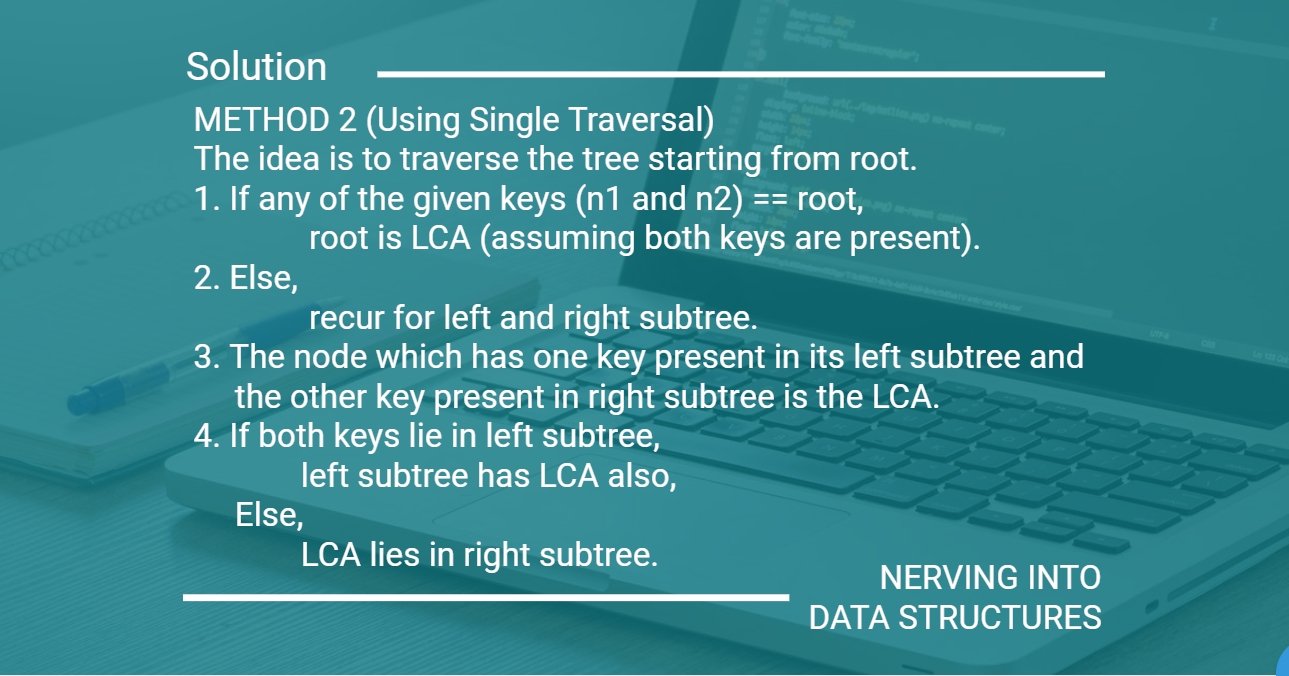 Solution
METHOD 2 (Using Single Traversal)
The idea is to traverse the tree starting from root.
1. If any of the given keys (n1 and n2) == root,
root is LCA (assuming both keys are present).
2. Else,
recur for left and right subtree.
3. The node which has one key present in its left subtree and
the other key present in right subtree is the LCA.
4. If both keys lie in left subtree,
left subtree has LCA also,
Else,
LCA lies in right subtree.
NERVING INTO
DATA STRUCTURES